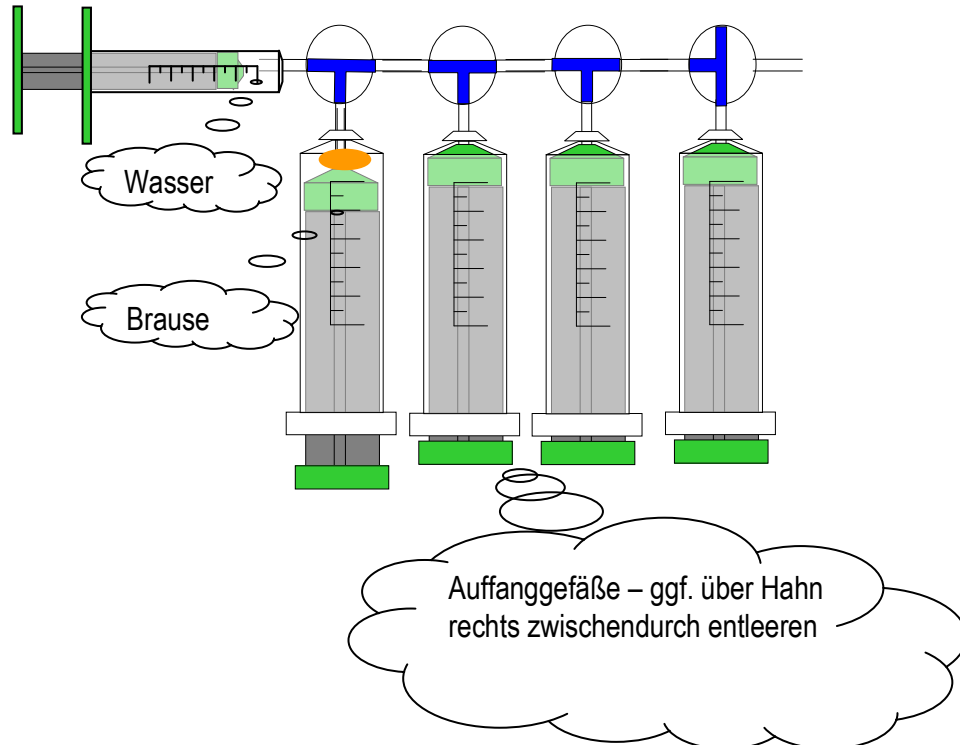 Wasser
Brause
Auffanggefäße – ggf. über Hahn
rechts zwischendurch entleeren